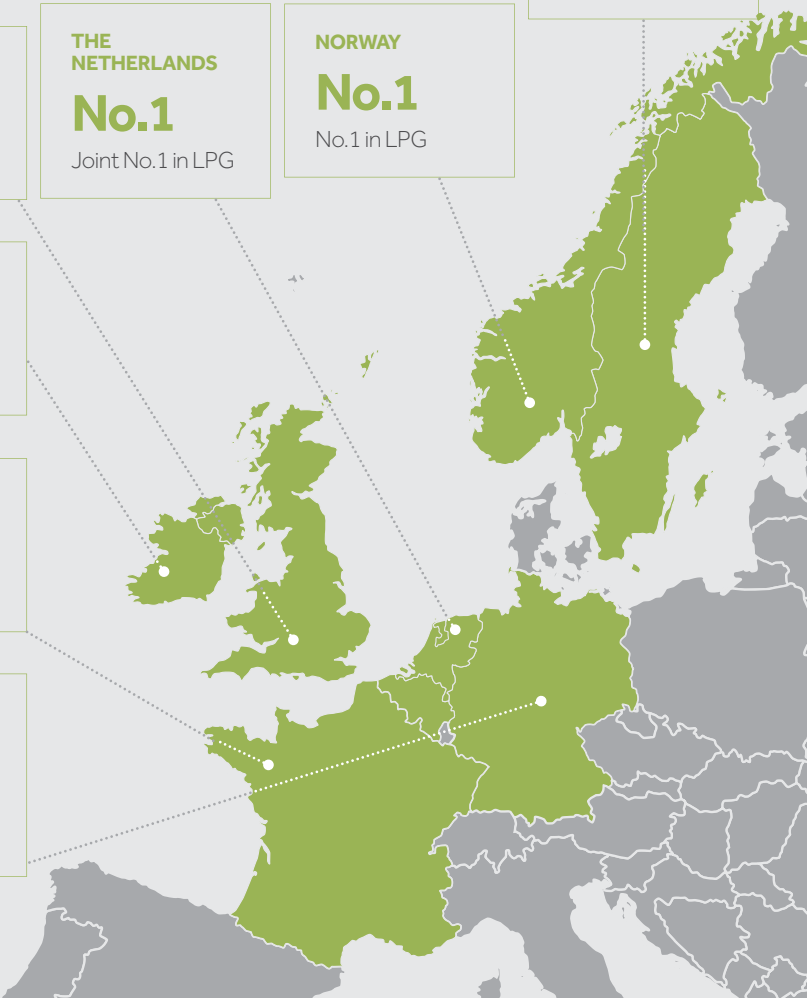 THE
NETHERLANDS
No.1
Joint No.1 in LPG
NORWAY
No.1
No.1 in LPG